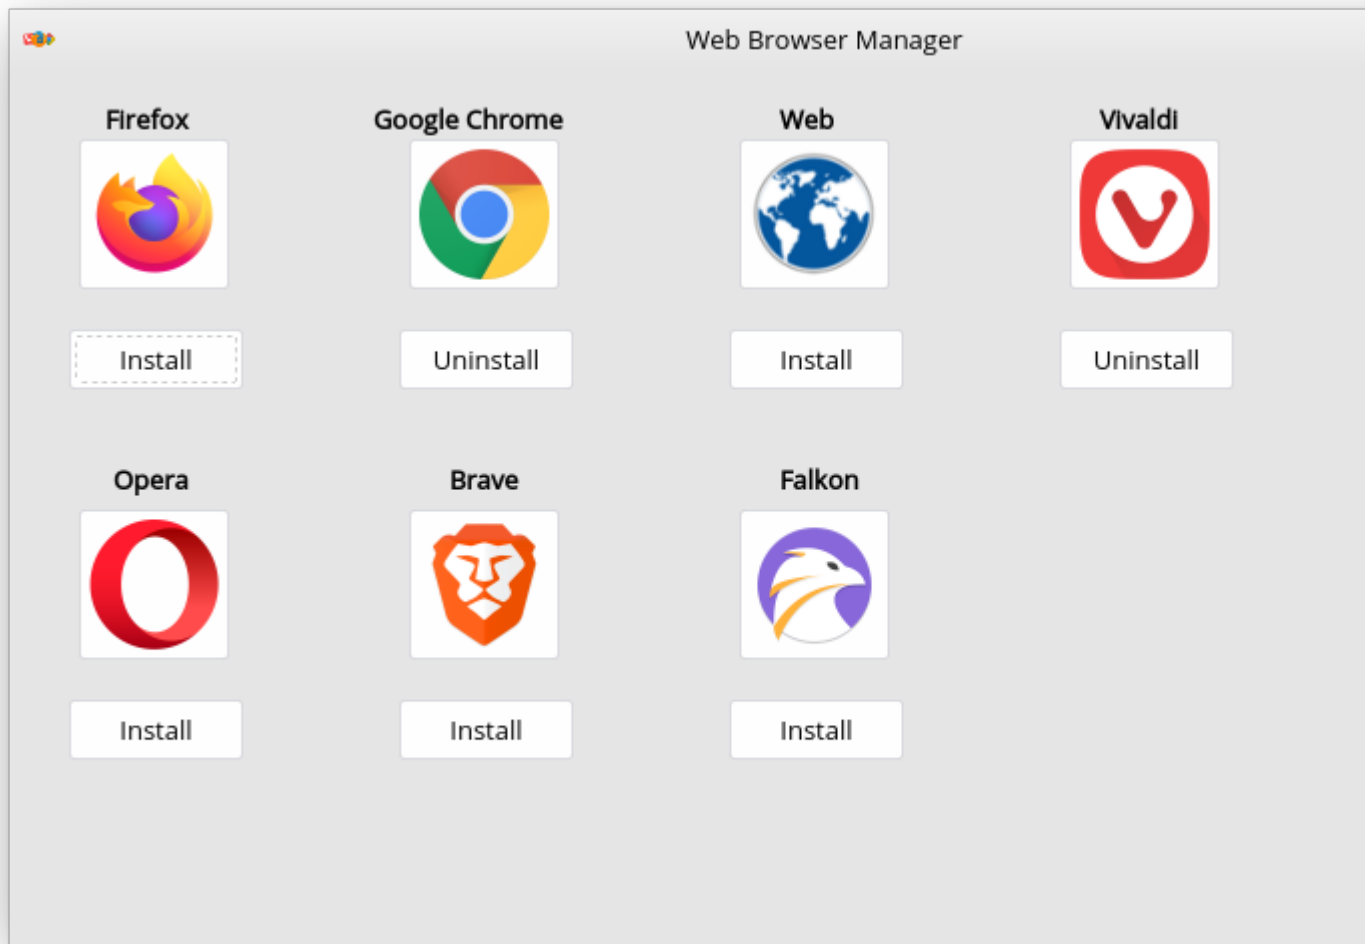 Web Browser Manager
Firefox
Google Chrome
Web
Vivaldi
Install
Uninstall
Install
Uninstall
Opera
Brave
Falkon
Install
Install
Install